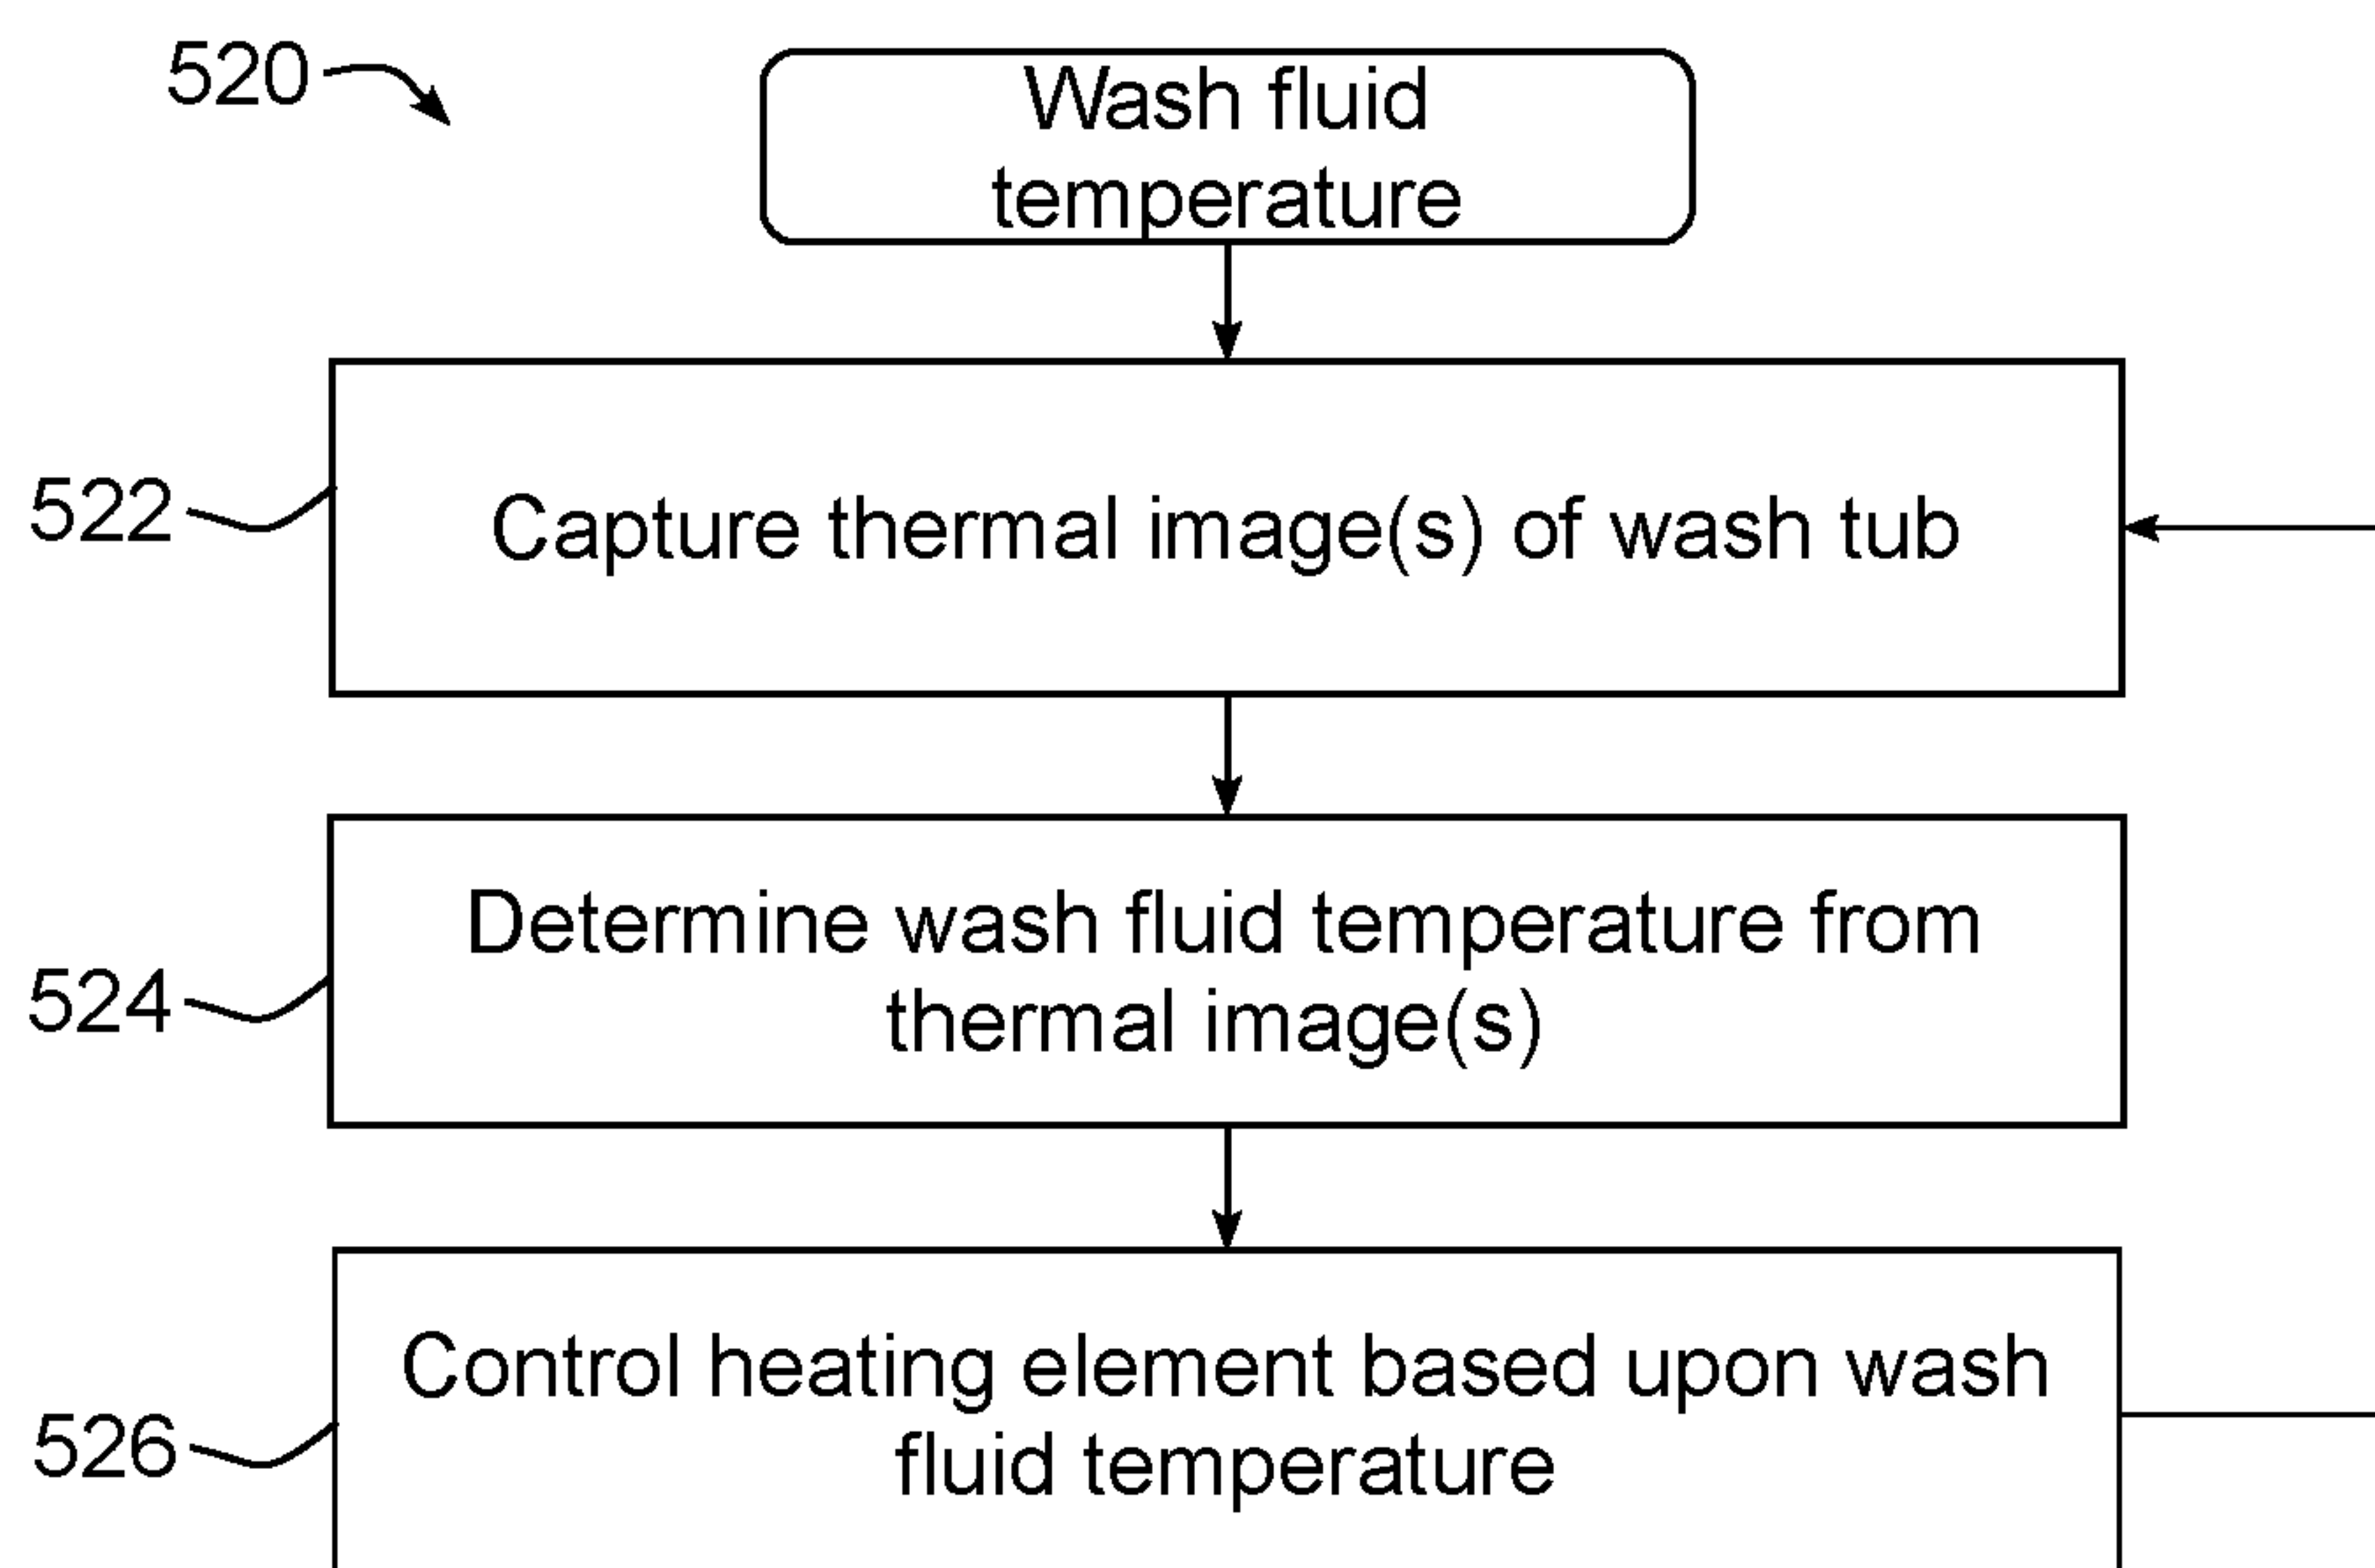 520
Wash fluid
temperature
522
Capture thermal image(s) of wash tub
524
Determine wash fluid temperature from
thermal image(s)
526
Control heating element based upon wash
fluid temperature